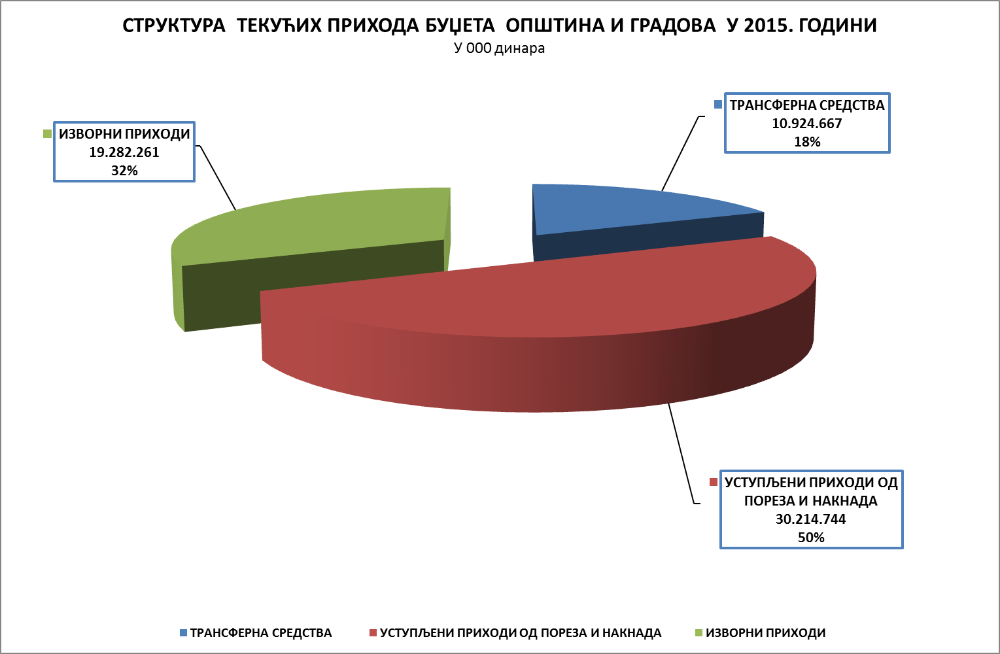 СТРУКТУРА ТЕКУЋИХ ПРИХОДА БУЏЕТА ОПШТИНА И ГРАДОВА У 2015. ГОДИНИ
У 000 динара
ТРАНСФЕРНА СРЕДСТВА
10.924.667
18%
ИЗВОРНИ ПРИХОДИ
19.282.261
32%
УСТУПЉЕНИ ПРИХОДИ ОД
ПОРЕЗА И НАКНАДА
30.214.744
50%
ТРАНСФЕРНА СРЕДСТВА
УСТУПЉЕНИ ПРИХОДИ ОД ПОРЕЗА И НАКНАДА
ИЗВОРНИ ПРИХОДИ